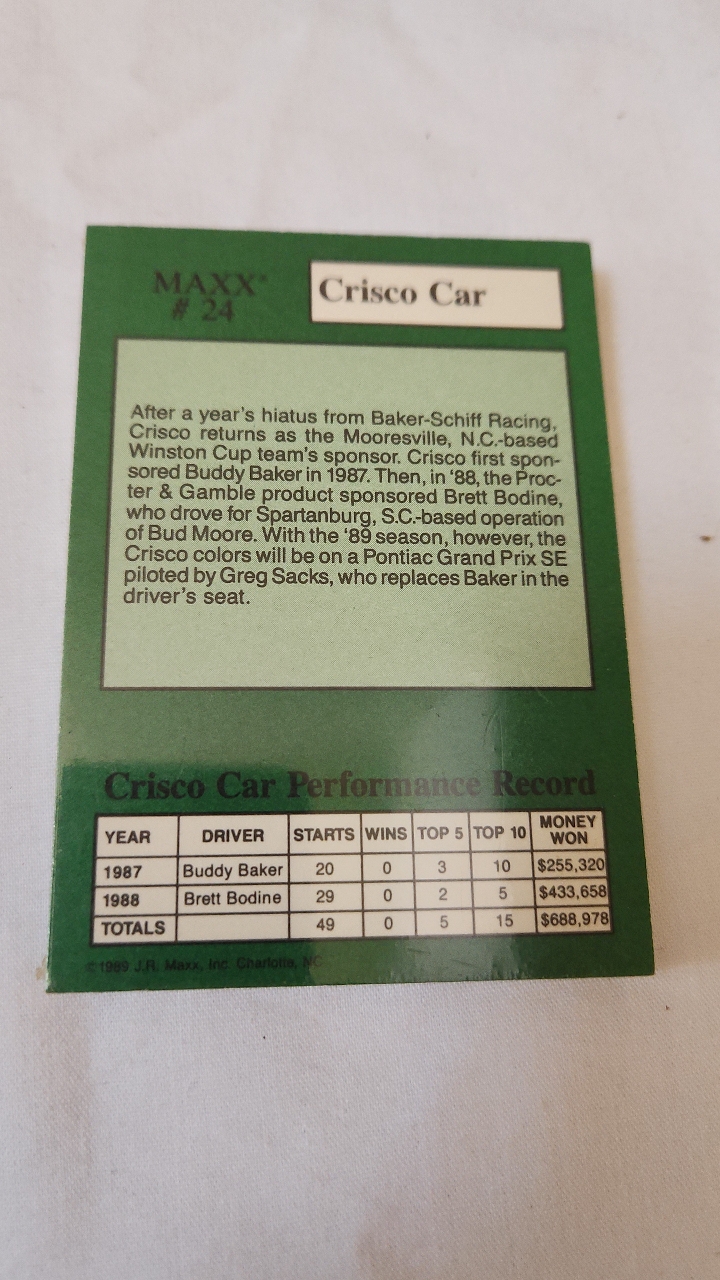 MAXX®
# 24
Crisco Car
After a year's hiatus from Baker-Schiff Racing,
Crisco returns as the Mooresville, N.C.-based
Winston Cup team's sponsor. Crisco first spon-
sored Buddy Baker in 1987. Then, in '88, the Proc-
ter & Gamble product sponsored Brett Bodine,
who drove for Spartanburg, S.C.-based operation
of Bud Moore. With the '89 season, however, the
Crisco colors will be on a Pontiac Grand Prix SE
piloted by Greg Sacks, who replaces Baker in the
driver's seat.
Crisco Car Performance Record
YEAR DRIVER STARTS WINS TOP 5 TOP 10 MONEY WON
1987 Buddy Baker 20 0 3 10 $255,320
1988 Brett Bodine 29 0 2 5 $433,658
TOTALS 49 0 5 15 $688,978
© 1989 J.R. Maxx, Inc. Charlotte, NC